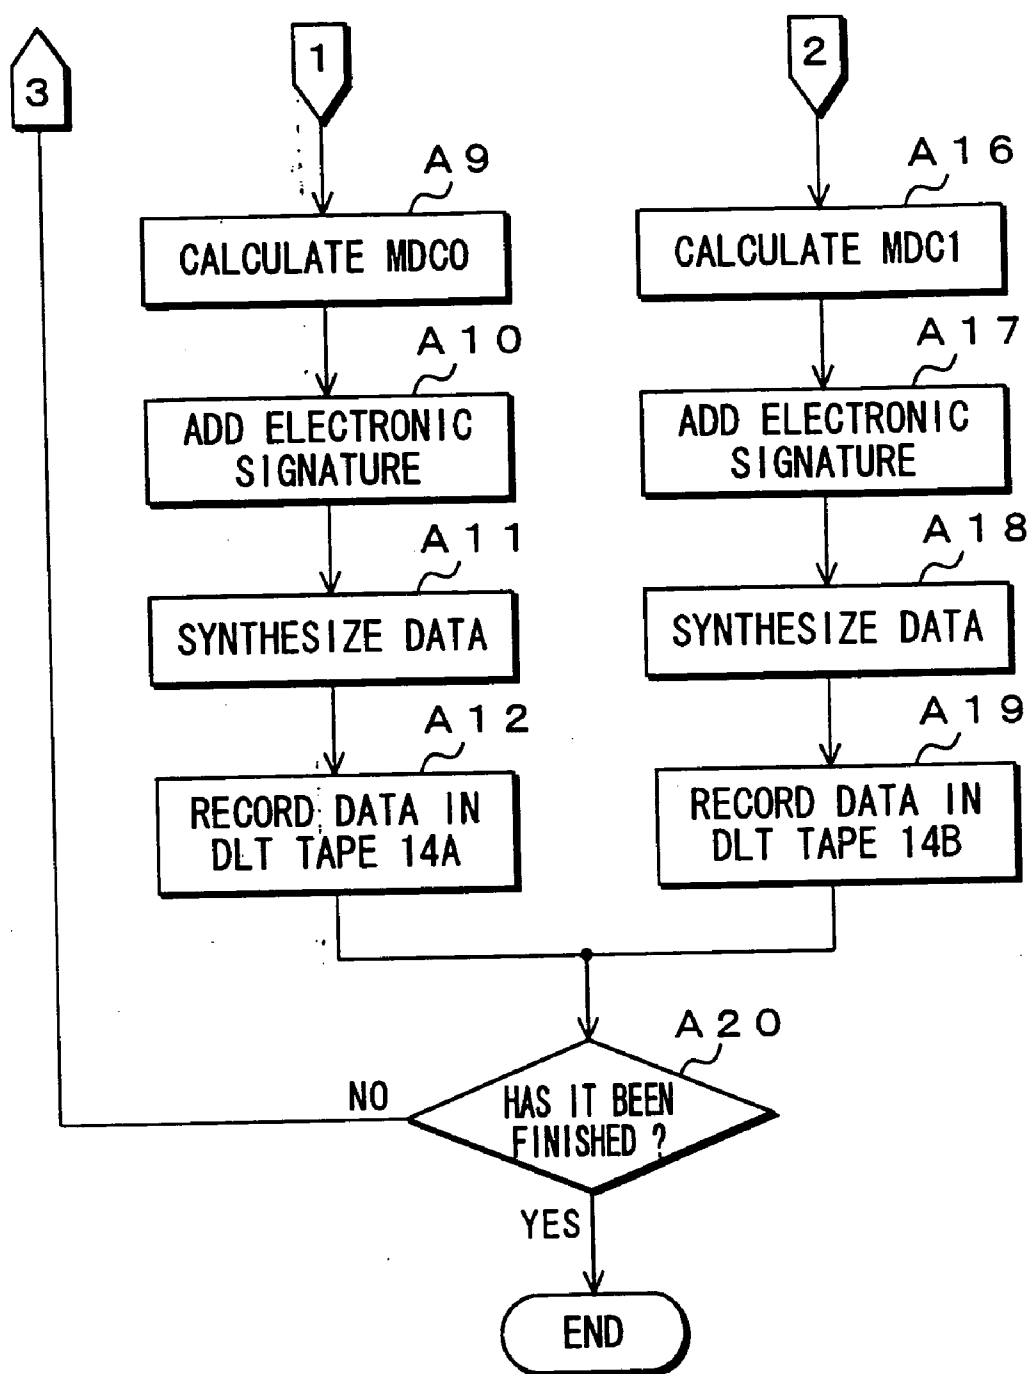 3
1
2
A9
CALCULATE MDC0
A10
ADD ELECTRONIC
SIGNATURE
A11
SYNTHESIZE DATA
A12
RECORD DATA IN
DLT TAPE 14A
A16
CALCULATE MDC1
A17
ADD ELECTRONIC
SIGNATURE
A18
SYNTHESIZE DATA
A19
RECORD DATA IN
DLT TAPE 14B
A20
HAS IT BEEN
FINISHED ?
NO
YES
END